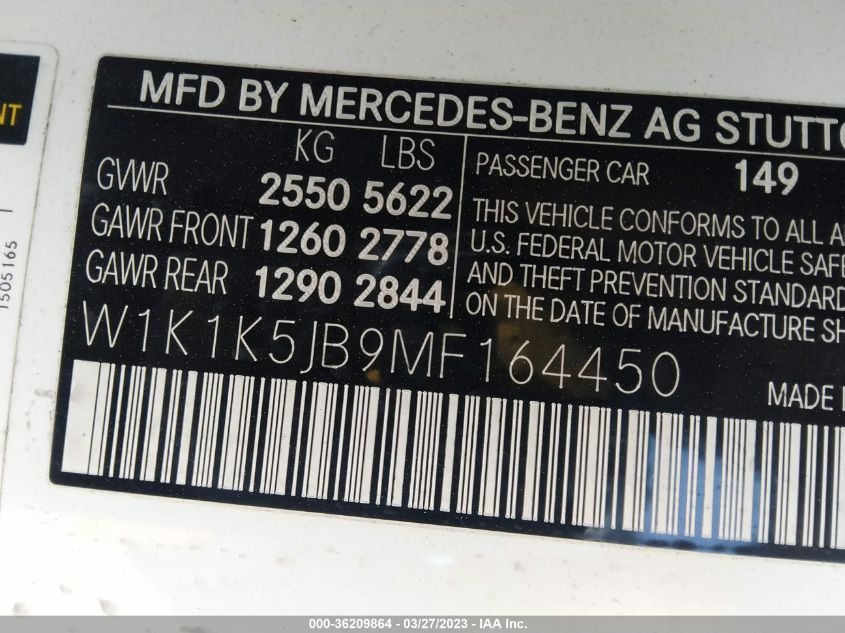 NT
1505165
MFD BY MERCEDES-BENZ AG
KG LBS
GVWR 2550 5622
GAWR FRONT 1260 2778
GAWR REAR 1290 2844
PASSENGER CAR 149
THIS VEHICLE CONFORMS TO ALL A
U.S. FEDERAL MOTOR VEHICLE SAFE
AND THEFT PREVENTION STANDARD
ON THE DATE OF MANUFACTURE SH
W1K1K5JB9MF164450
MADE
000-36209864 — 03/27/2023 — IAA Inc.